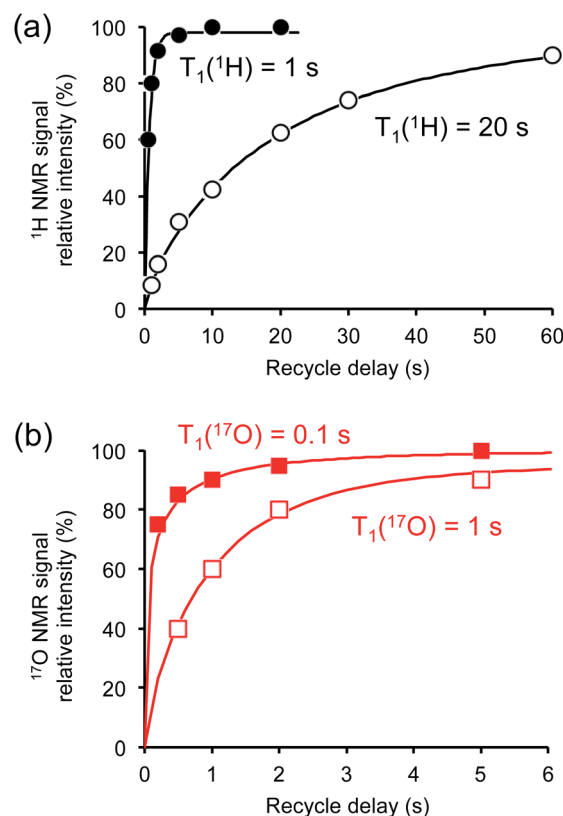 (a)
100
80
60
40
20
0
¹H NMR signal
relative intensity (%)
T₁(¹H) = 1 s
T₁(¹H) = 20 s
0 10 20 30 40 50 60
Recycle delay (s)
(b)
100
80
60
40
20
0
¹⁷O NMR signal
relative intensity (%)
T₁(¹⁷O) = 0.1 s
T₁(¹⁷O) = 1 s
0 1 2 3 4 5 6
Recycle delay (s)